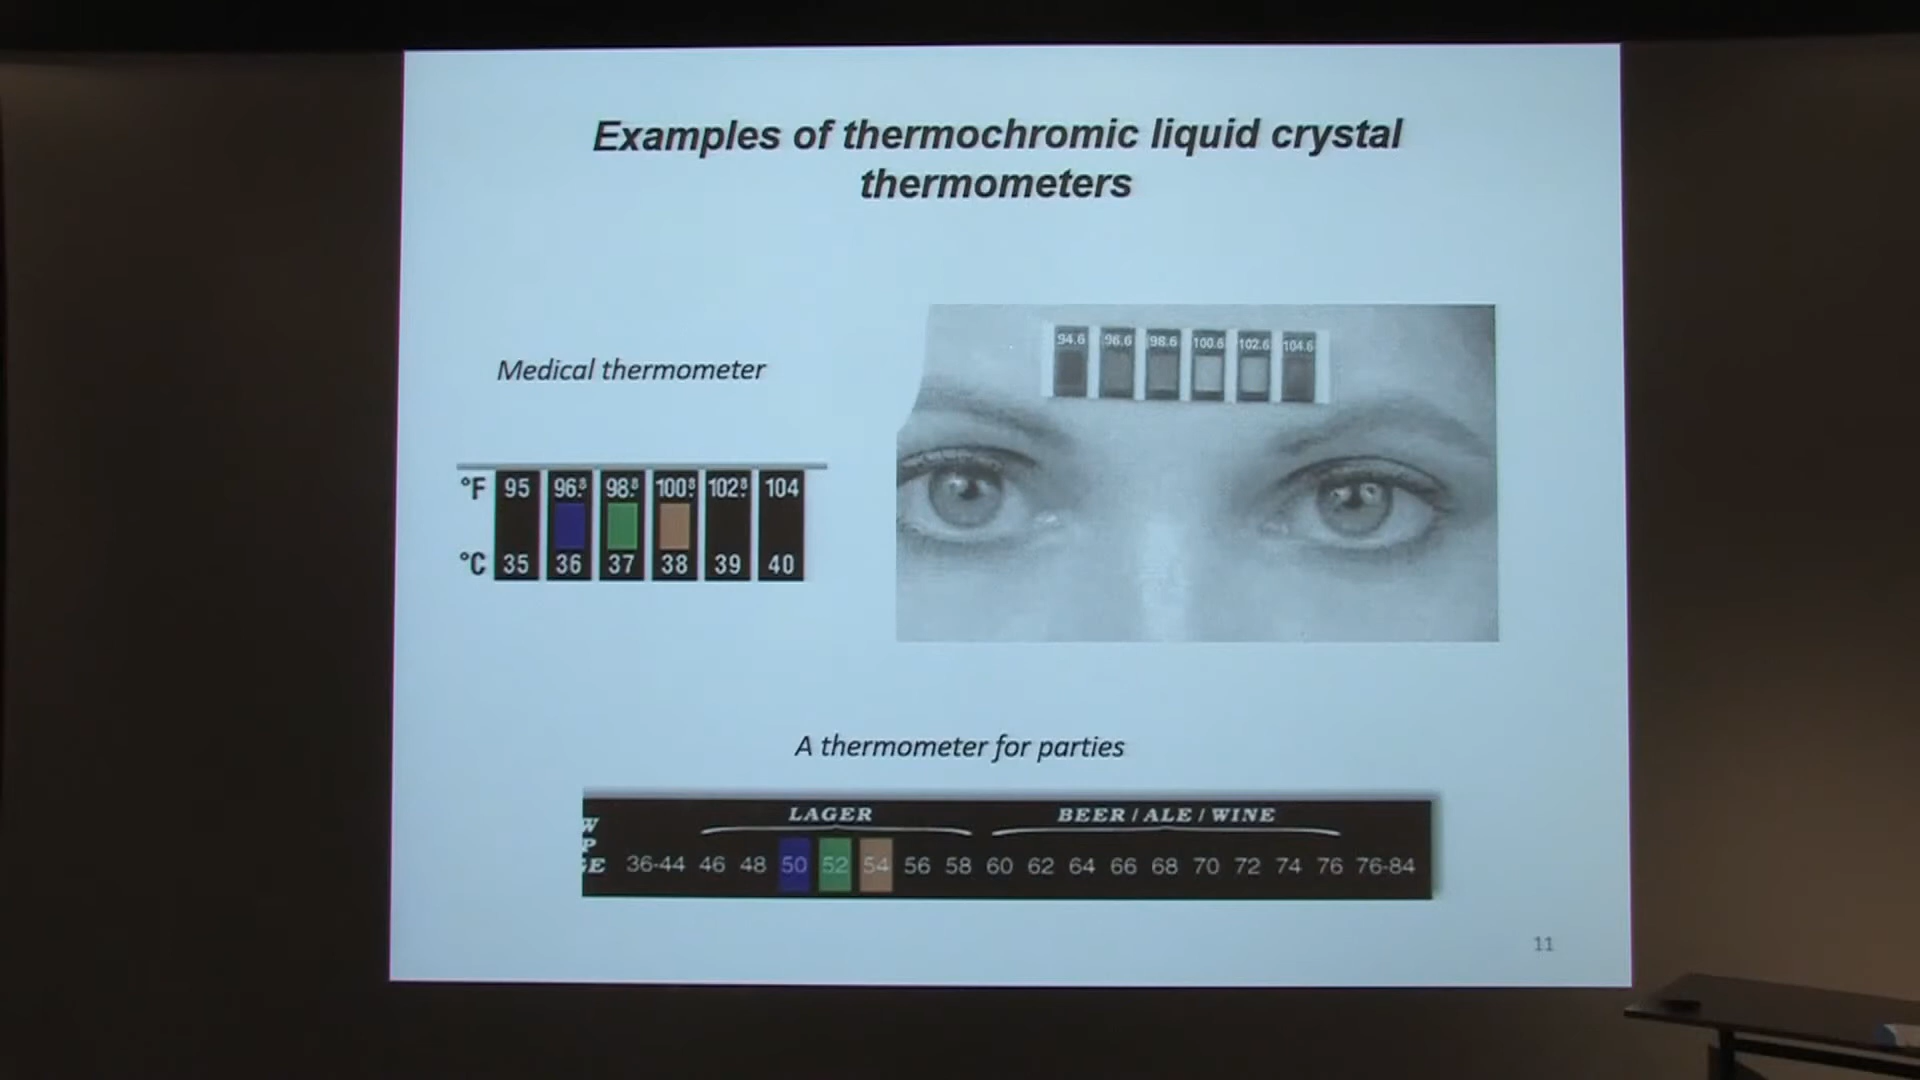 Examples of thermochromic liquid crystal
thermometers
Medical thermometer
94.6 96.6 98.6 100.6 102.6 104.6
°F 95 96.8 98.8 100.8 102.8 104
°C 35 36 37 38 39 40
A thermometer for parties
LAGER BEER / ALE / WINE
W
P
GE 36-44 46 48 50 52 54 56 58 60 62 64 66 68 70 72 74 76 76-84
11